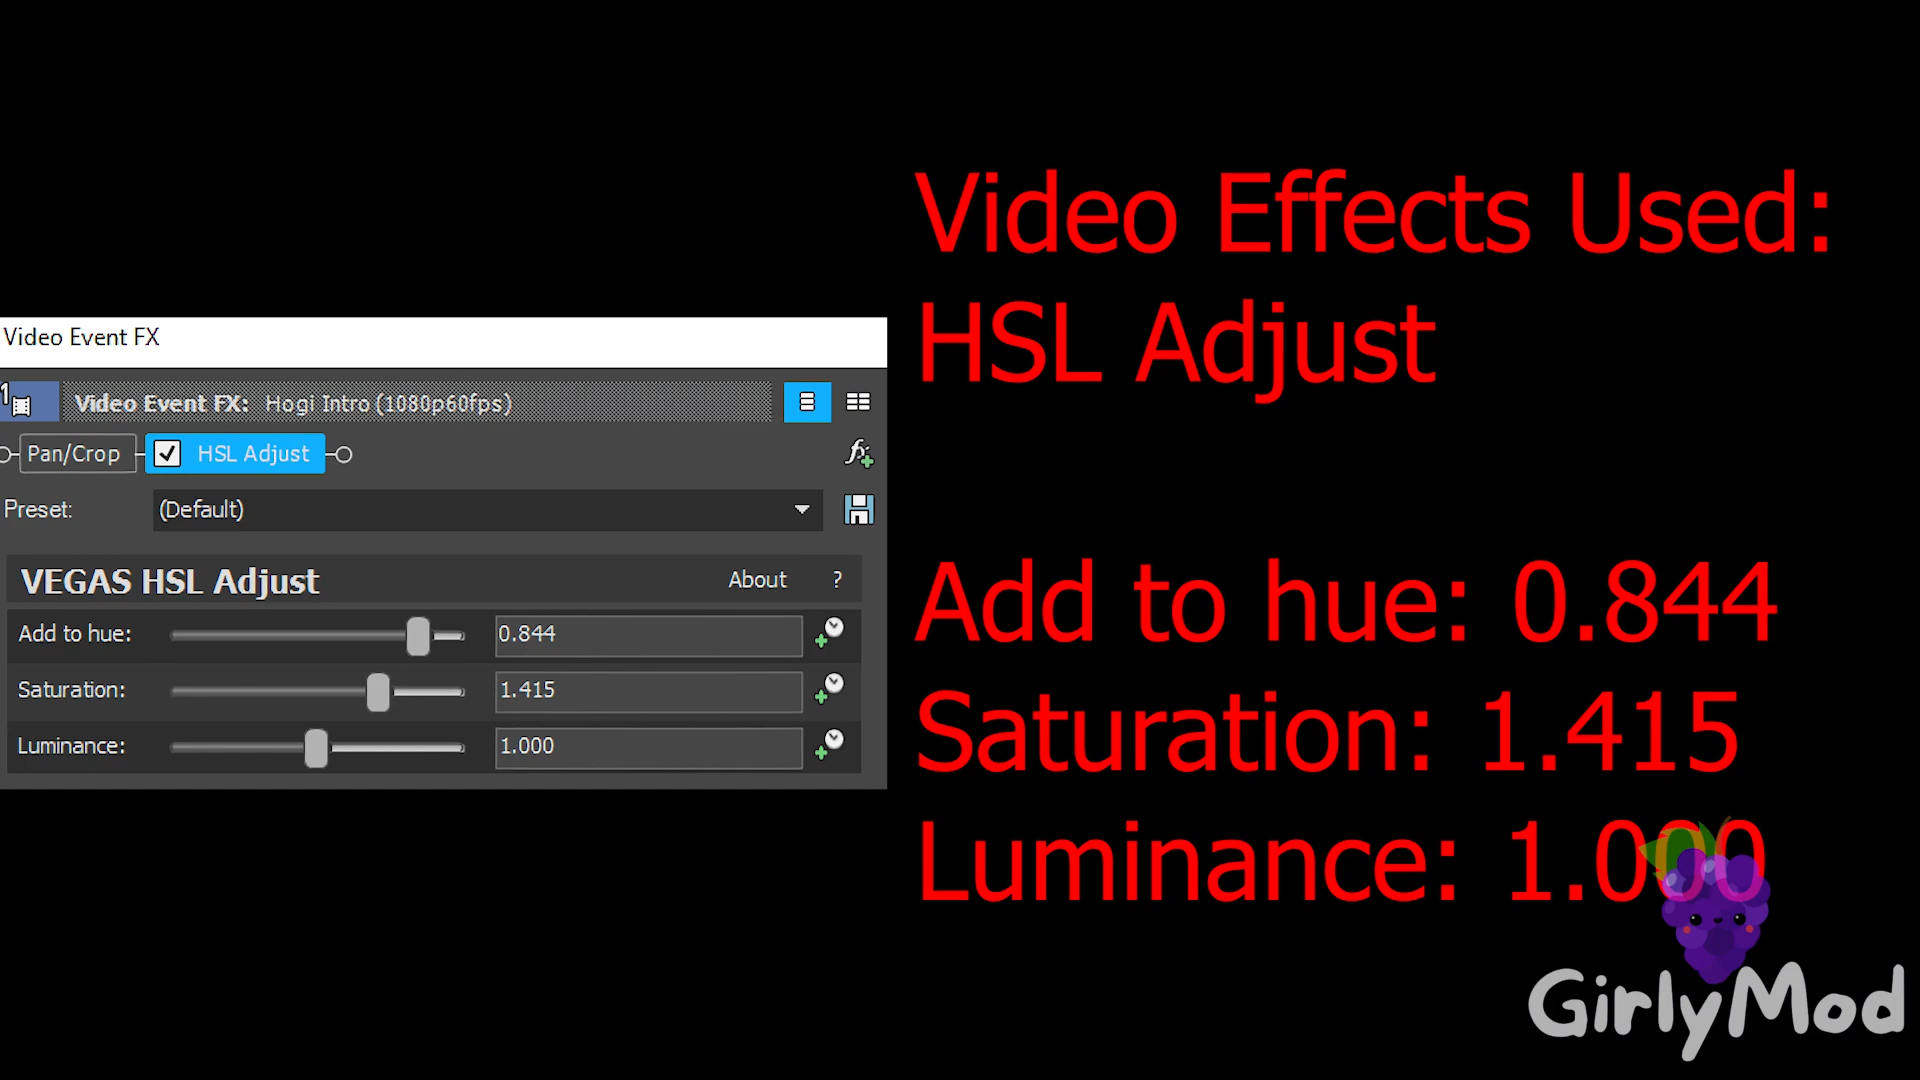 Video Event FX
1
Video Event FX: Hogi Intro (1080p60fps)
Pan/Crop HSL Adjust
Preset: (Default)
VEGAS HSL Adjust About ?
Add to hue: 0.844
Saturation: 1.415
Luminance: 1.000
Video Effects Used:
HSL Adjust
Add to hue: 0.844
Saturation: 1.415
Luminance: 1.000
GirlyMod